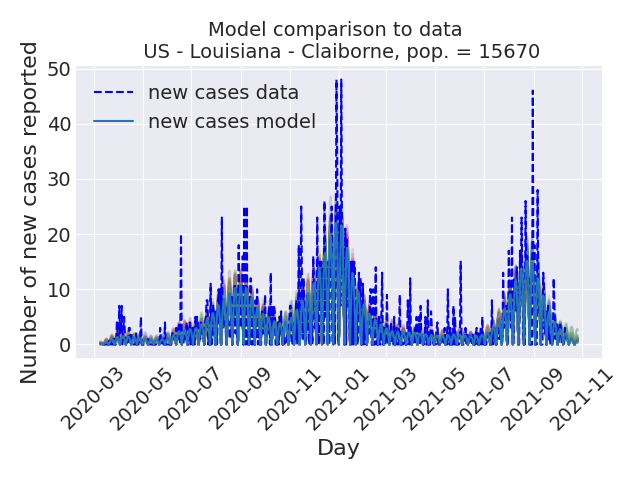 Model comparison to data
US - Louisiana - Claiborne, pop. = 15670
Number of new cases reported
50
40
30
20
10
0
new cases data
new cases model
2020-03
2020-05
2020-07
2020-09
2020-11
2021-01
2021-03
2021-05
2021-07
2021-09
2021-11
Day